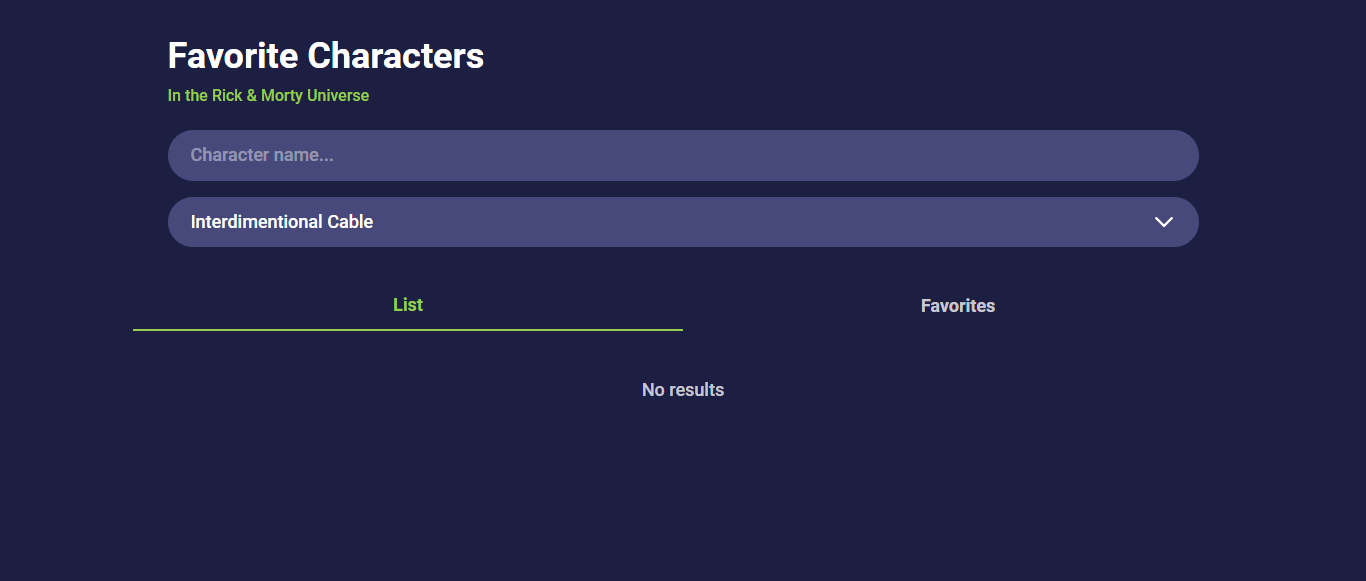 Favorite Characters
In the Rick & Morty Universe
Character name...
Interdimentional Cable
List
Favorites
No results